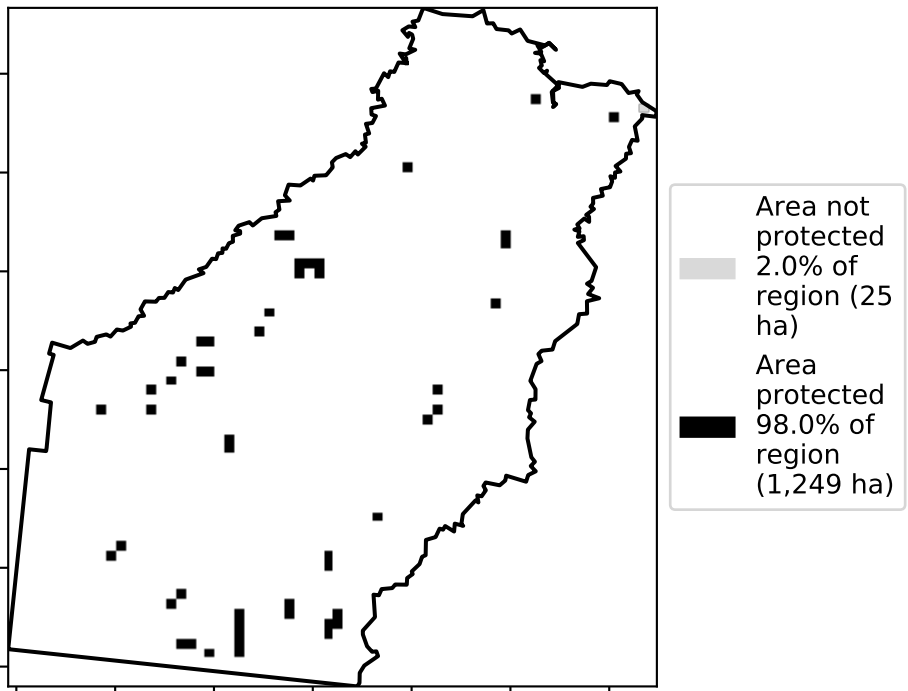 Area not
protected
2.0% of
region (25
ha)
Area
protected
98.0% of
region
(1,249 ha)